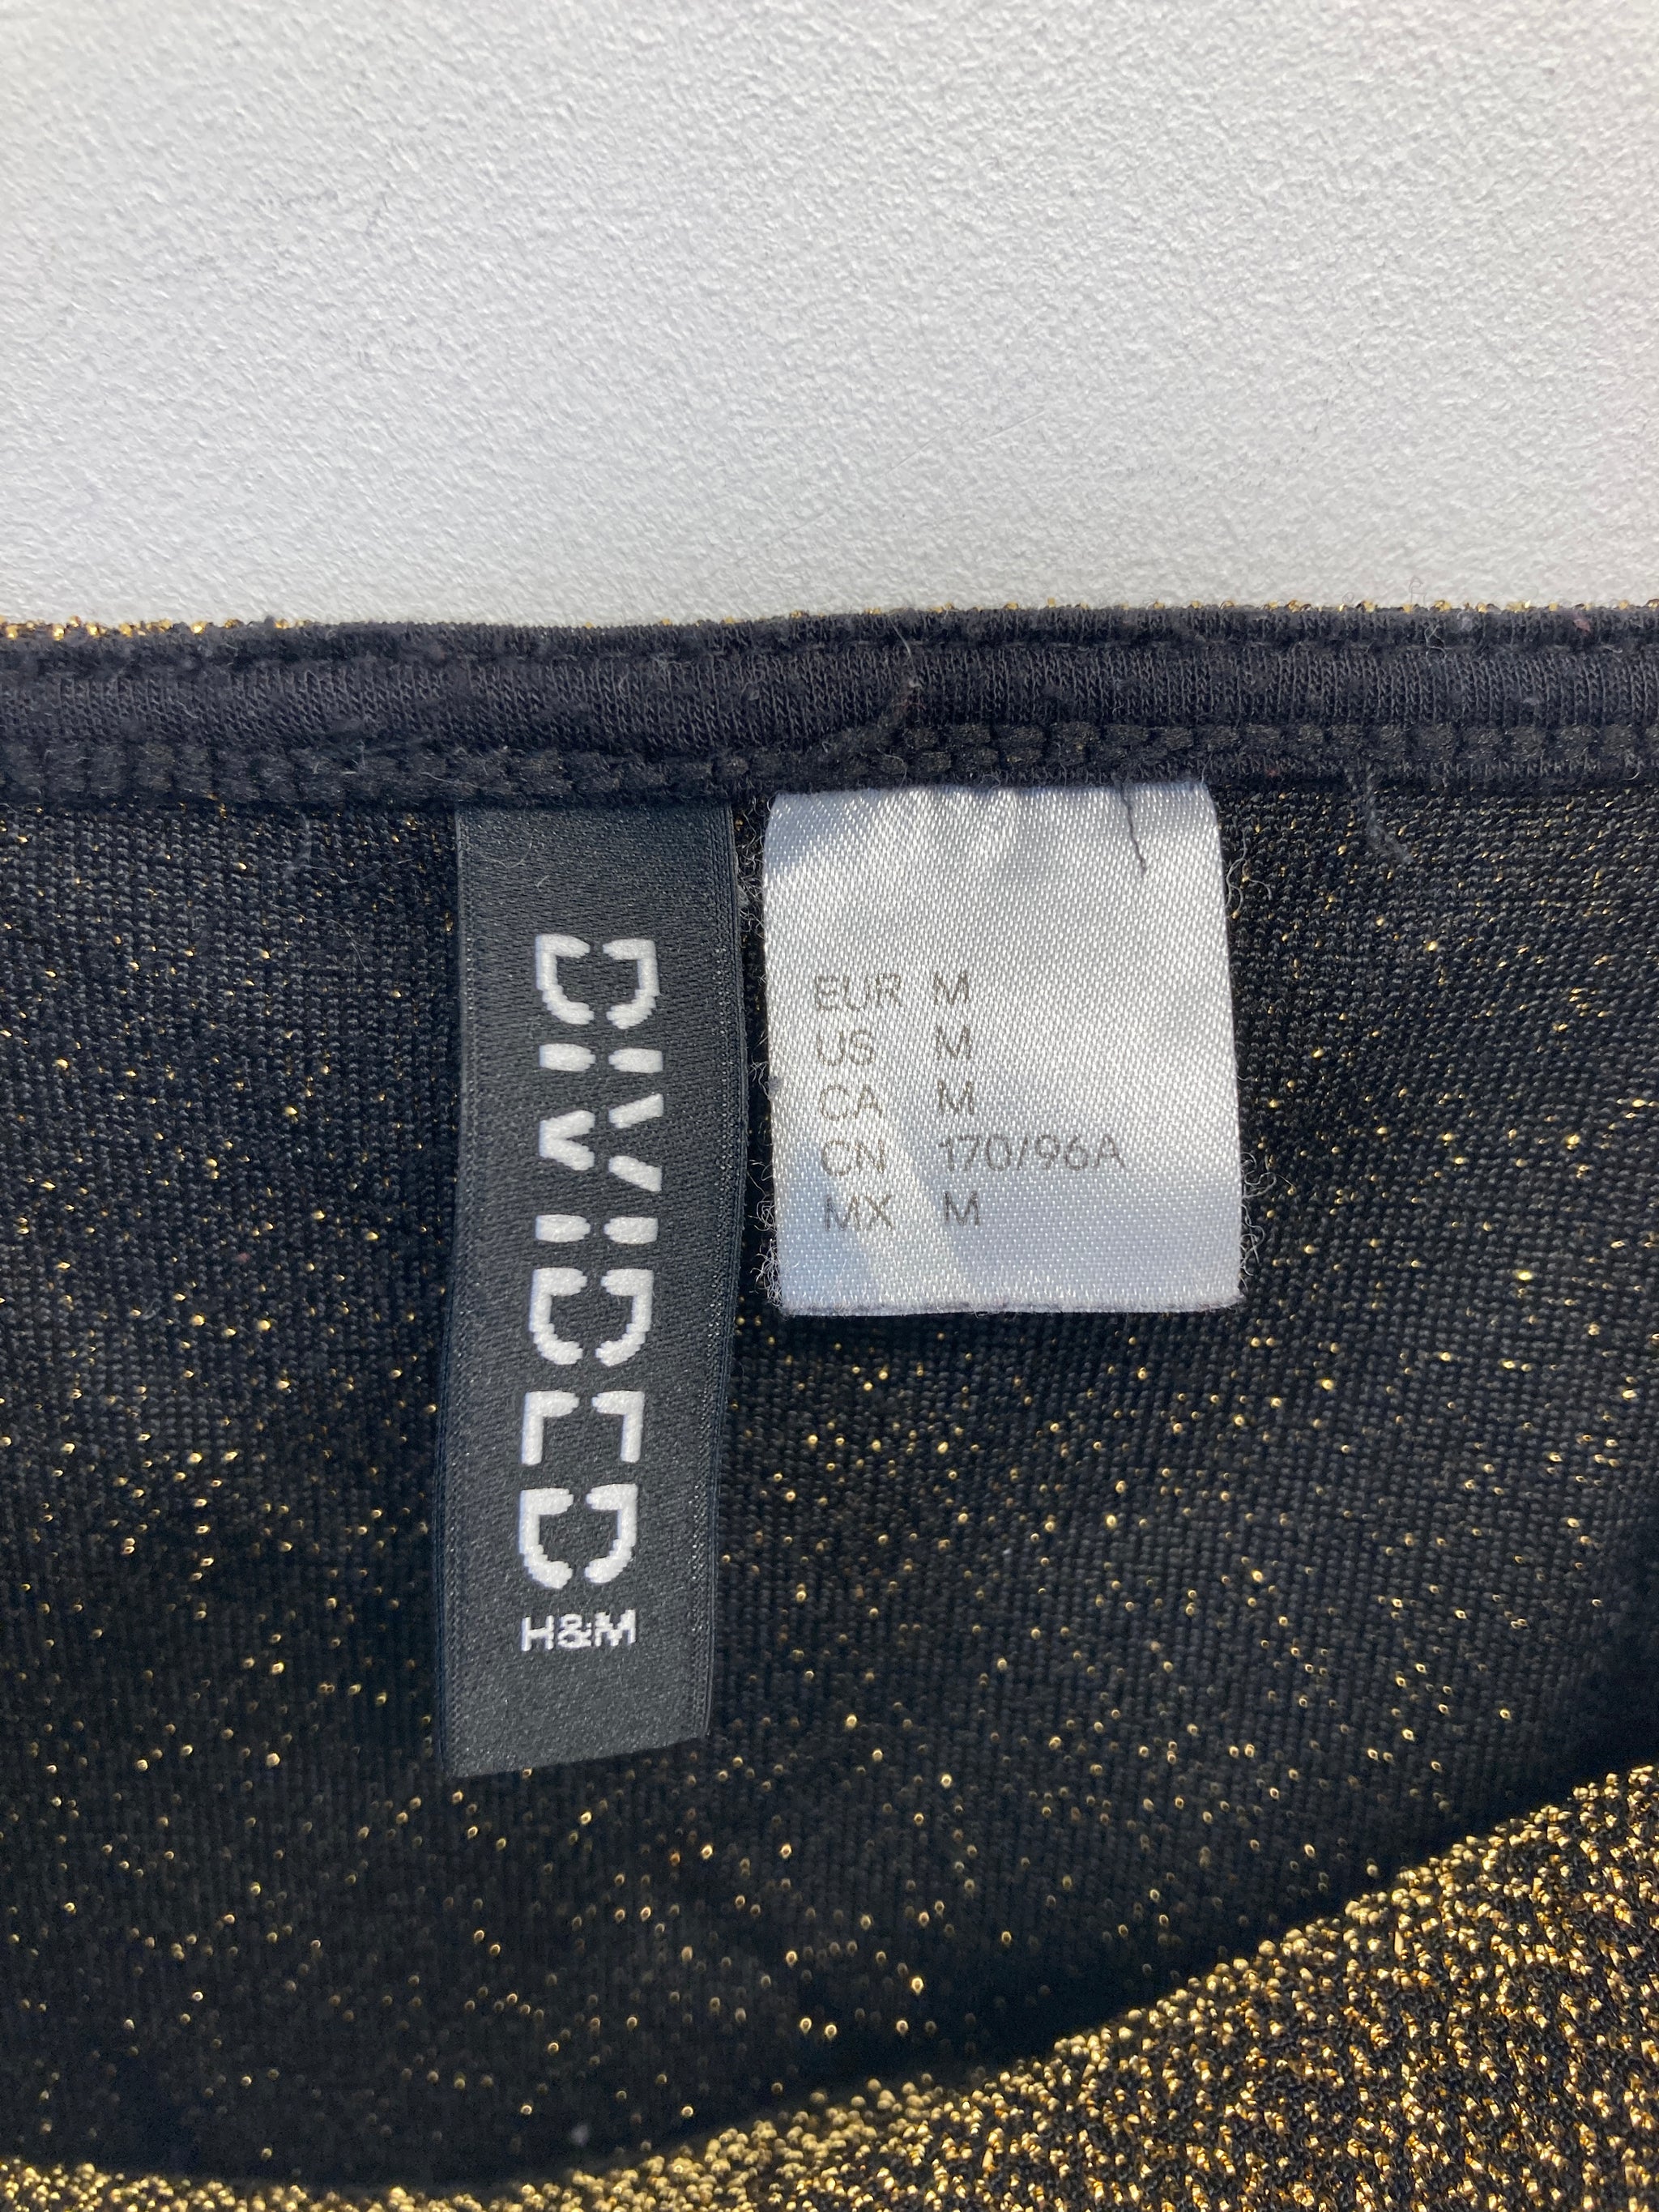 DIVIDED
H&M
EUR M
US M
CA M
CN 170/96A
MX M